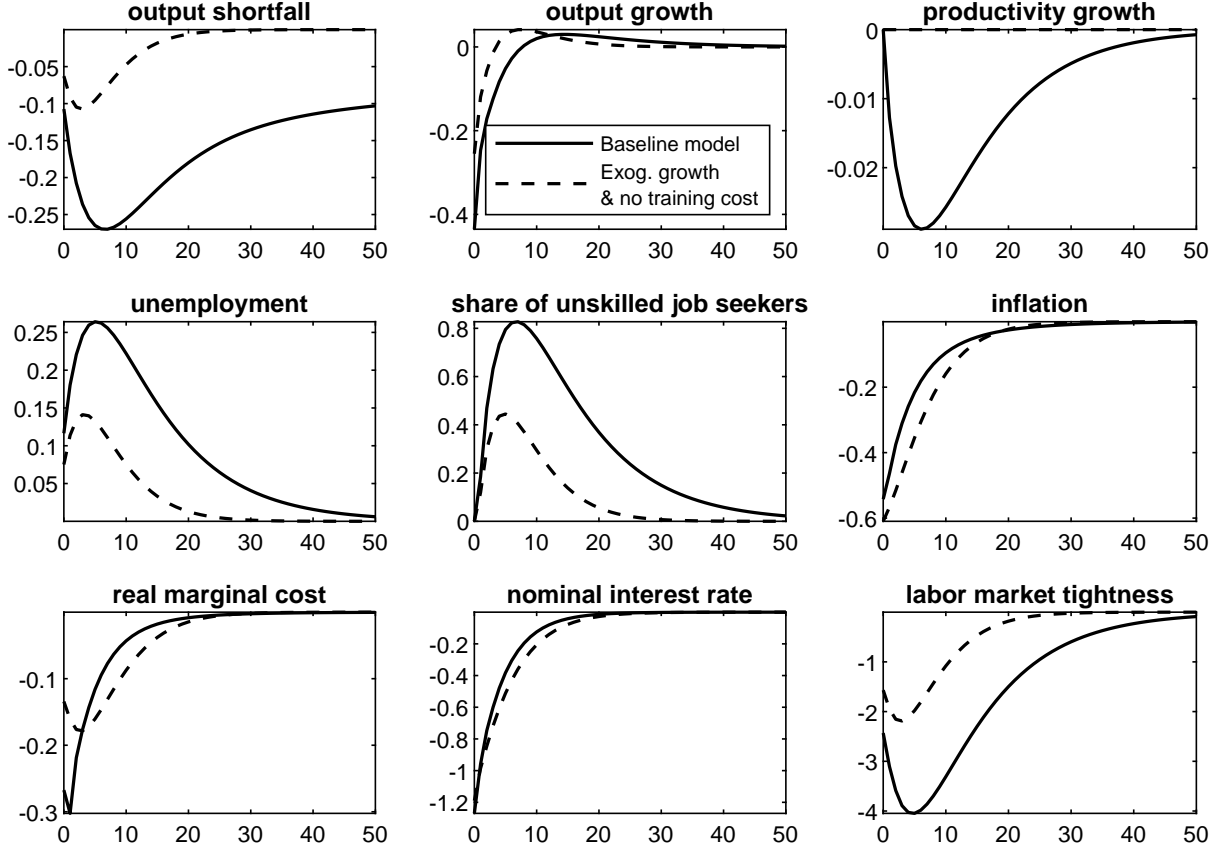 output shortfall
-0.05
-0.1
-0.15
-0.2
-0.25
0 10 20 30 40 50
output growth
0
-0.2
-0.4
Baseline model
Exog. growth
& no training cost
0 10 20 30 40 50
productivity growth
0
-0.01
-0.02
0 10 20 30 40 50
unemployment
0.25
0.2
0.15
0.1
0.05
0 10 20 30 40 50
share of unskilled job seekers
0.8
0.6
0.4
0.2
0
0 10 20 30 40 50
inflation
-0.2
-0.4
-0.6
0 10 20 30 40 50
real marginal cost
-0.1
-0.2
-0.3
0 10 20 30 40 50
nominal interest rate
-0.2
-0.4
-0.6
-0.8
-1
-1.2
0 10 20 30 40 50
labor market tightness
-1
-2
-3
-4
0 10 20 30 40 50